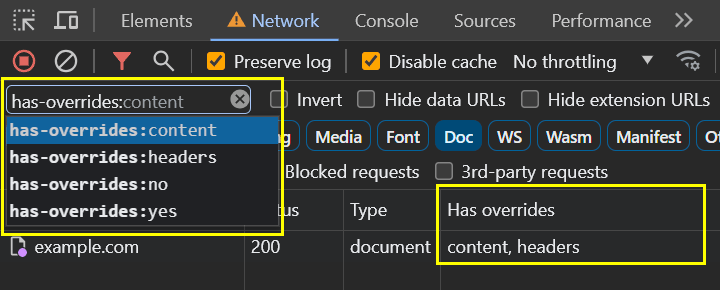 Elements Network Console Sources Performance
Preserve log Disable cache No throttling
has-overrides:content Invert Hide data URLs Hide extension URLs
has-overrides:content Media Font Doc WS Wasm Manifest
has-overrides:headers Blocked requests 3rd-party requests
has-overrides:no
has-overrides:yes Type Has overrides
example.com 200 document content, headers